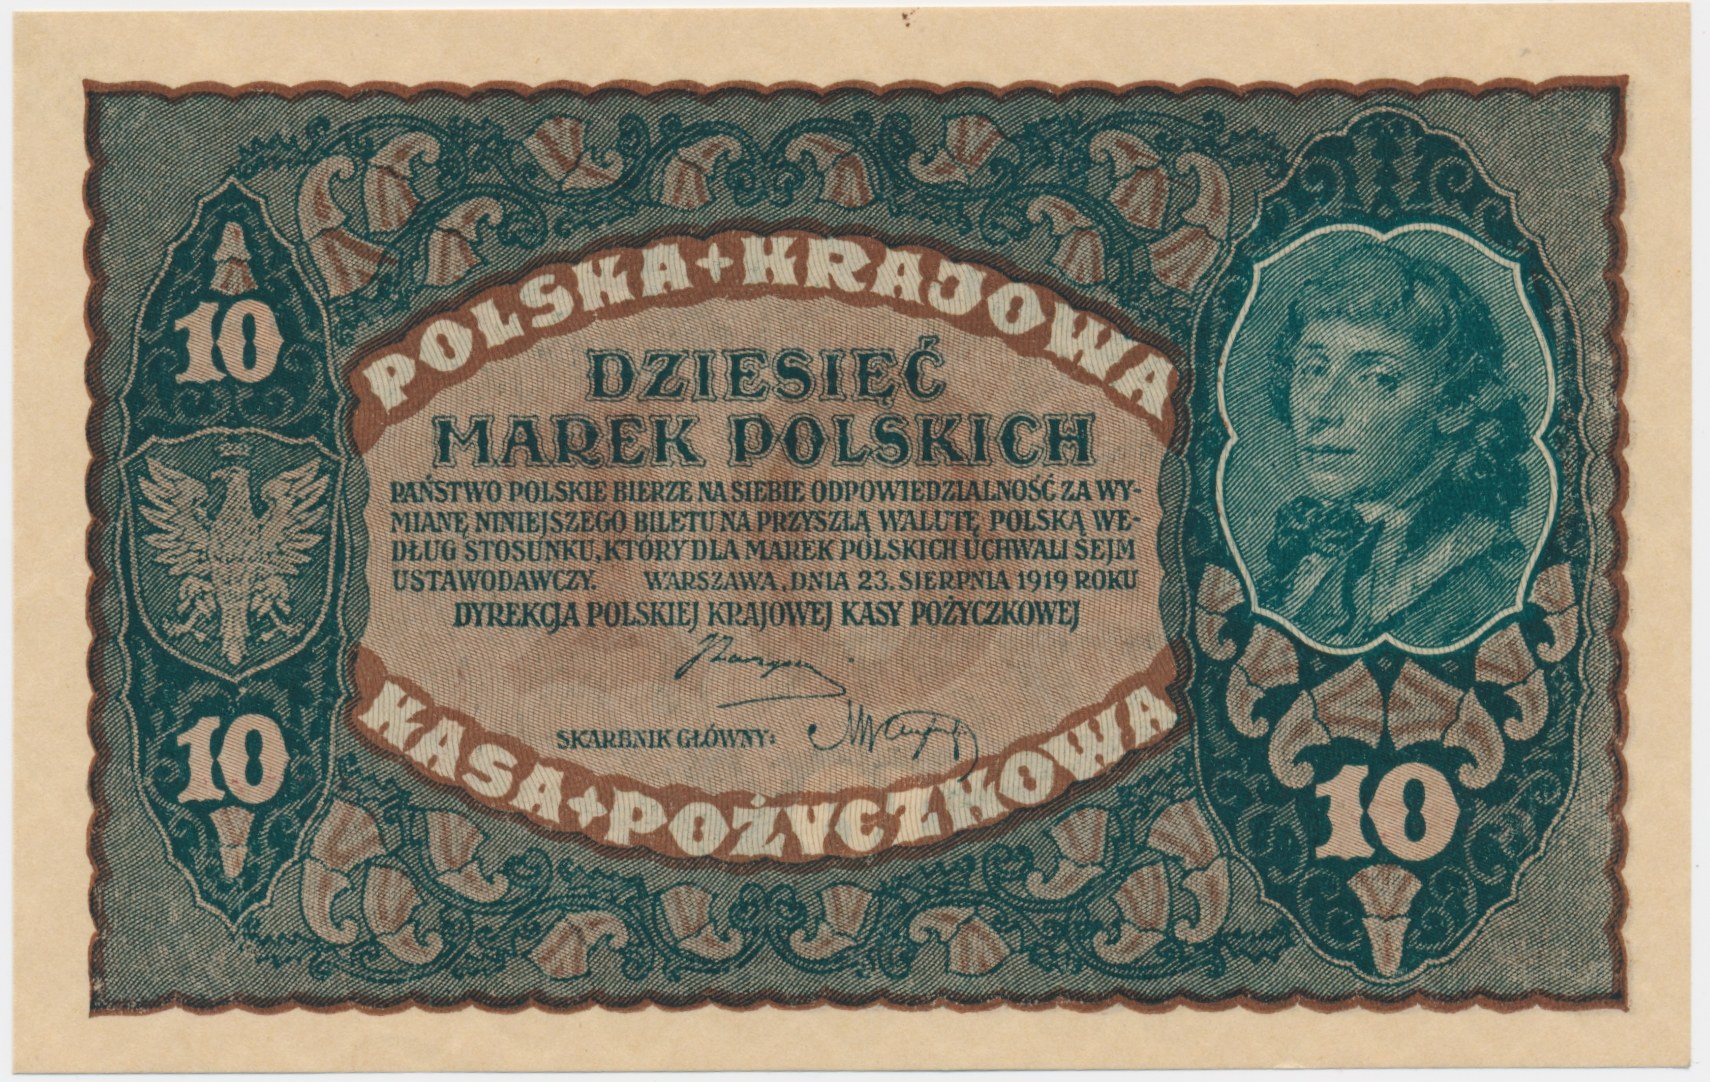 POLSKA + KRAJOWA
10
DZIESIĘĆ
MAREK POLSKICH
PAŃSTWO POLSKIE BIERZE NA SIEBIE ODPOWIEDZIALNOŚĆ ZA WY-
MIANĘ NINIEJSZEGO BILETU NA PRZYSZŁĄ WALUTĘ POLSKĄ WE-
DŁUG STOSUNKU, KTÓRY DLA MAREK POLSKICH UCHWALI SEJM
USTAWODAWCZY. WARSZAWA, DNIA 23. SIERPNIA 1919 ROKU
DYREKCJA POLSKIEJ KRAJOWEJ KASY POŻYCZKOWEJ
SKARBNIK GŁÓWNY:
KASA + POŻYCZKOWA
10
10